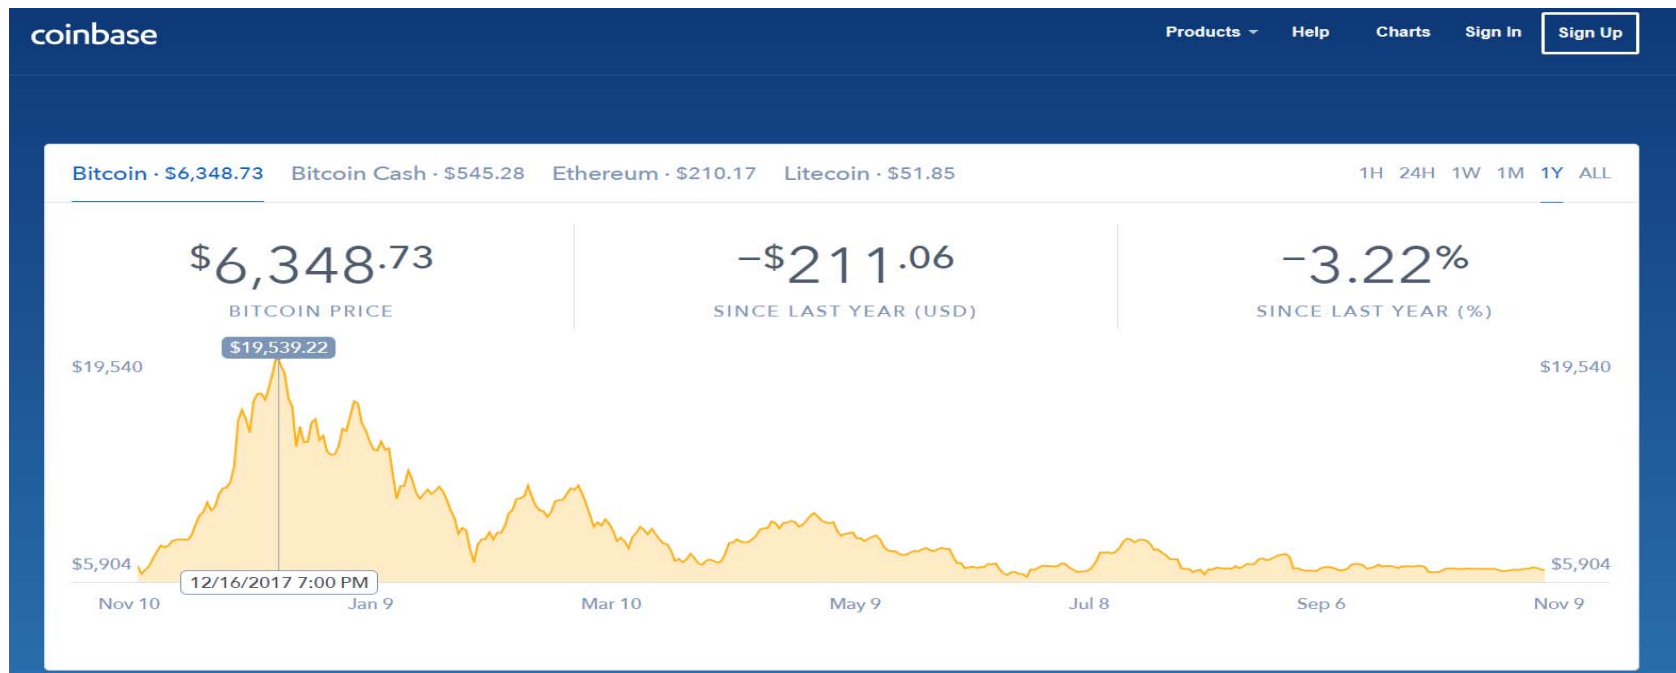 coinbase
Products Help Charts Sign In Sign Up
Bitcoin · $6,348.73 Bitcoin Cash · $545.28 Ethereum · $210.17 Litecoin · $51.85 1H 24H 1W 1M 1Y ALL
$6,348.73 −$211.06 −3.22%
BITCOIN PRICE SINCE LAST YEAR (USD) SINCE LAST YEAR (%)
$19,539.22
$19,540 $19,540
$5,904 $5,904
12/16/2017 7:00 PM
Nov 10 Jan 9 Mar 10 May 9 Jul 8 Sep 6 Nov 9